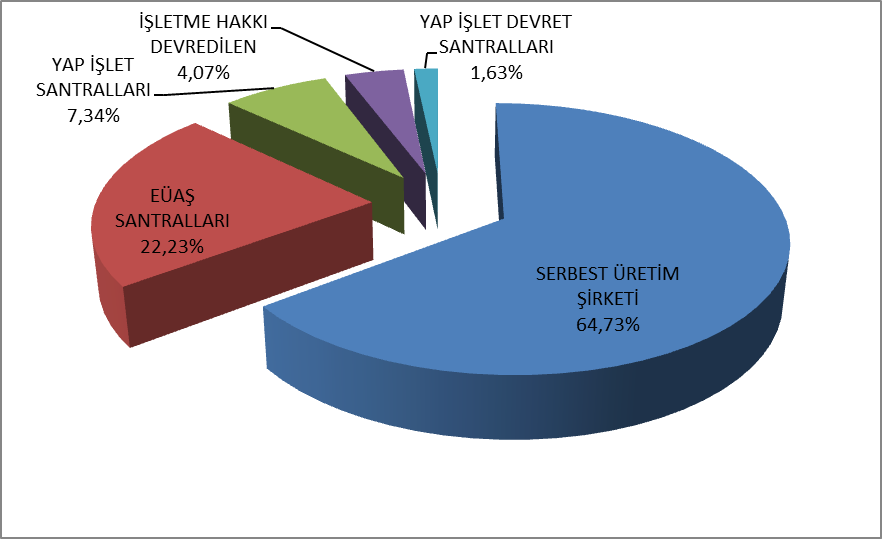 İŞLETME HAKKI
DEVREDİLEN
4,07%
YAP İŞLET DEVRET
SANTRALLARI
1,63%
YAP İŞLET
SANTRALLARI
7,34%
EÜAŞ
SANTRALLARI
22,23%
SERBEST ÜRETİM
ŞİRKETİ
64,73%